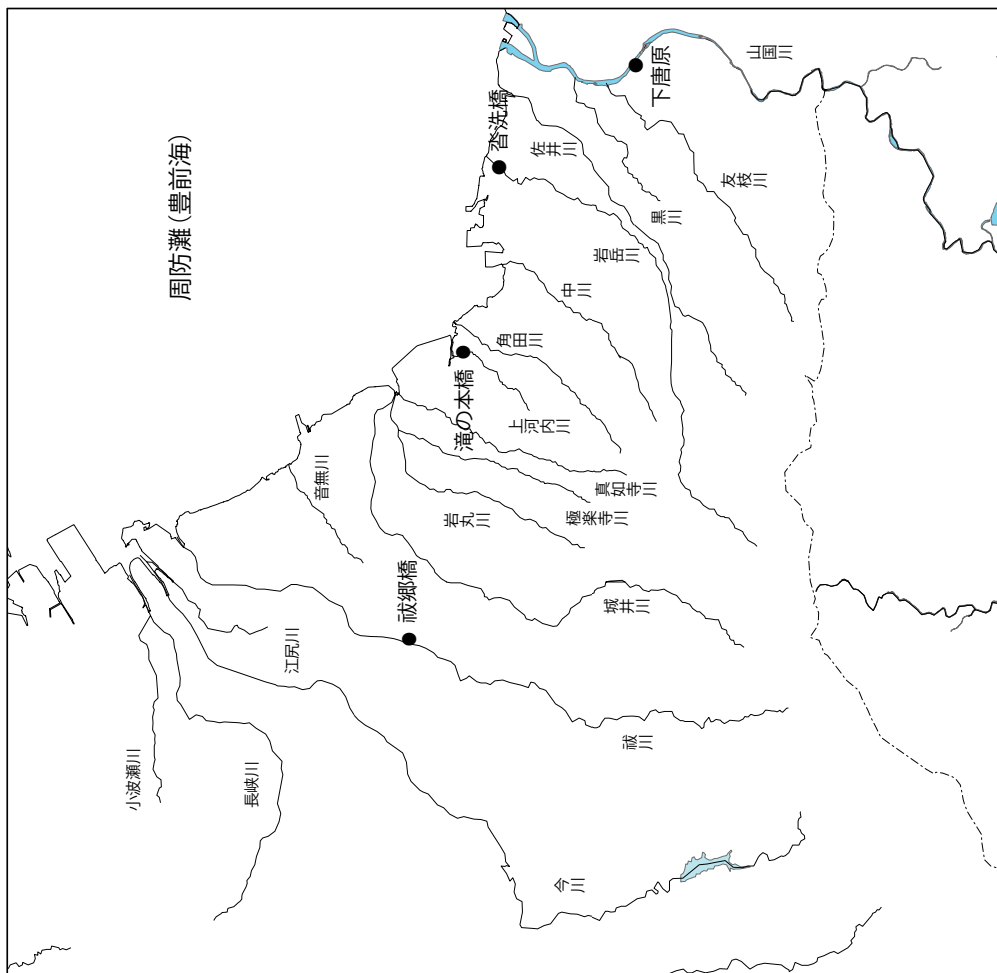 周防灘(豊前海)
山国川
下唐原
沓洗橋
佐井川
友枝川
黒川
岩岳川
中川
角田川
滝の本橋
上河内川
真如寺川
極楽寺川
岩丸川
音無川
城井川
祓郷橋
江尻川
祓川
小波瀬川
長峡川
今川